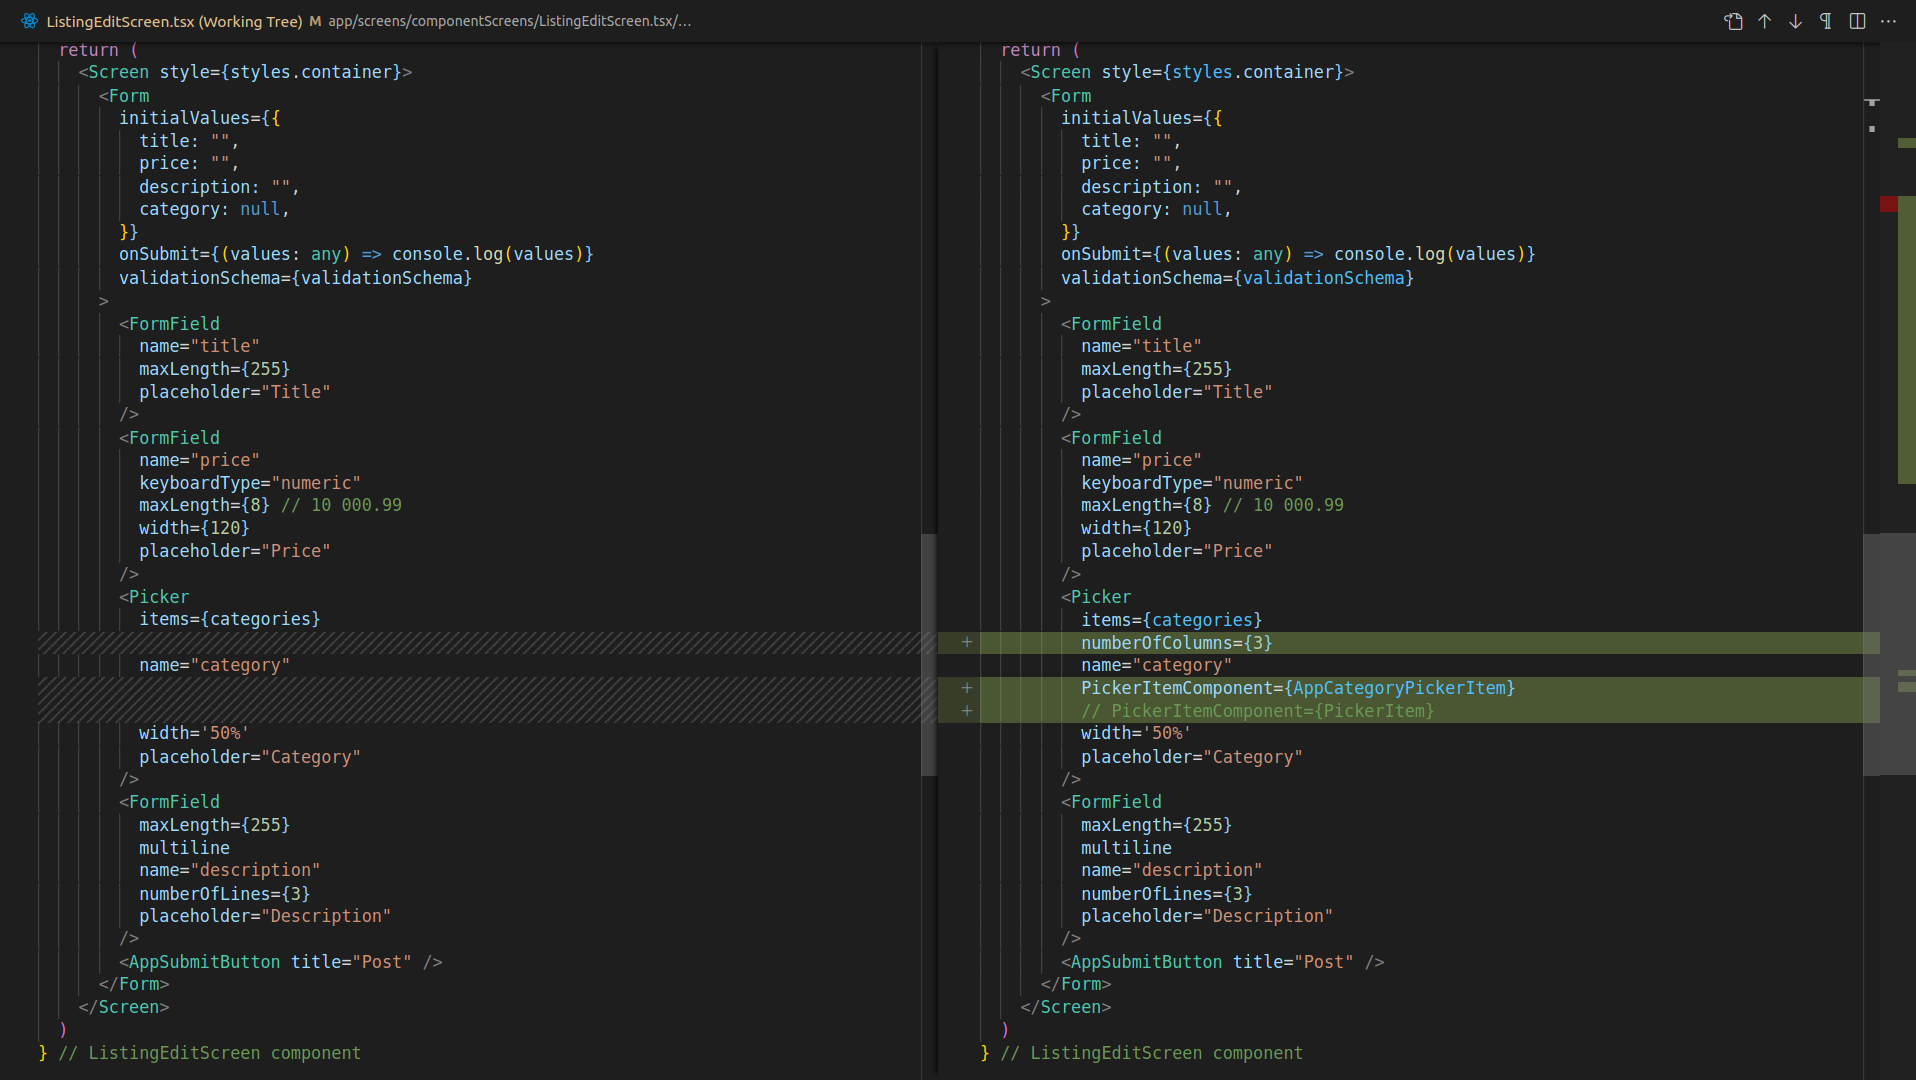 ListingEditScreen.tsx (Working Tree) M app/screens/componentScreens/ListingEditScreen.tsx/...
return (
<Screen style={styles.container}>
<Form
initialValues={{
title: "",
price: "",
description: "",
category: null,
}}
onSubmit={(values: any) => console.log(values)}
validationSchema={validationSchema}
>
<FormField
name="title"
maxLength={255}
placeholder="Title"
/>
<FormField
name="price"
keyboardType="numeric"
maxLength={8} // 10 000.99
width={120}
placeholder="Price"
/>
<Picker
items={categories}
name="category"
width='50%'
placeholder="Category"
/>
<FormField
maxLength={255}
multiline
name="description"
numberOfLines={3}
placeholder="Description"
/>
<AppSubmitButton title="Post" />
</Form>
</Screen>
)
} // ListingEditScreen component
return (
<Screen style={styles.container}>
<Form
initialValues={{
title: "",
price: "",
description: "",
category: null,
}}
onSubmit={(values: any) => console.log(values)}
validationSchema={validationSchema}
>
<FormField
name="title"
maxLength={255}
placeholder="Title"
/>
<FormField
name="price"
keyboardType="numeric"
maxLength={8} // 10 000.99
width={120}
placeholder="Price"
/>
<Picker
items={categories}
+ numberOfColumns={3}
name="category"
+ PickerItemComponent={AppCategoryPickerItem}
+ // PickerItemComponent={PickerItem}
width='50%'
placeholder="Category"
/>
<FormField
maxLength={255}
multiline
name="description"
numberOfLines={3}
placeholder="Description"
/>
<AppSubmitButton title="Post" />
</Form>
</Screen>
)
} // ListingEditScreen component